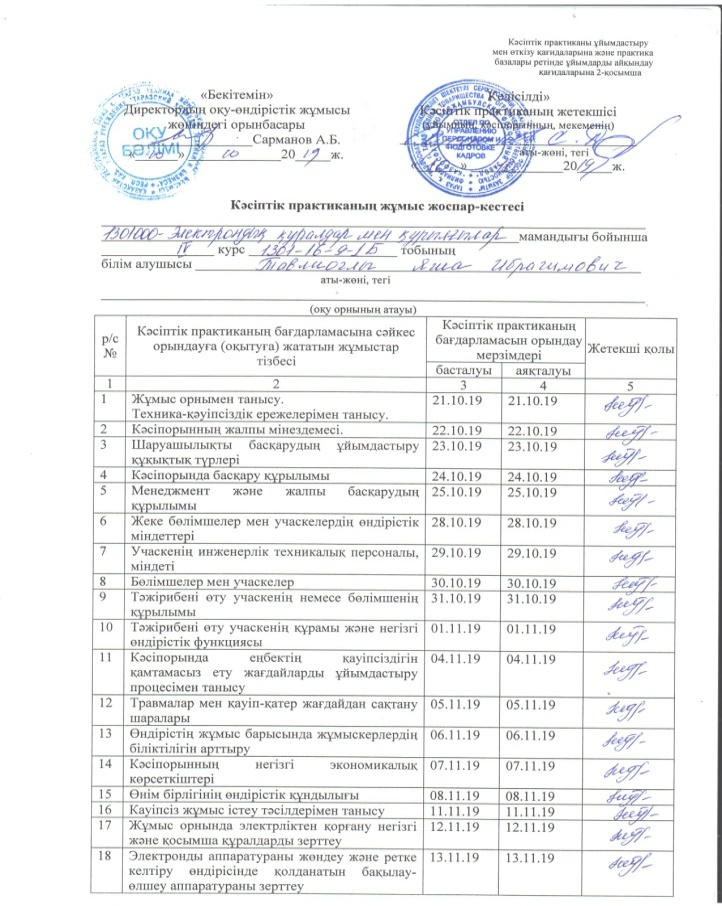 Кәсіптік практиканы ұйымдастыру
мен өткізу қағидаларына және практика
базалары ретінде ұйымдарды айқындау
қағидаларына 2-қосымша
«Бекітемін»
Директордың оқу-өндірістік жұмысы
жөніндегі орынбасары
Сарманов А.Б.
«10» 10 2019 ж.
ОҚУ
БӨЛІМІ
Келісілді»
Кәсіптік практиканың жетекшісі
(ұйымның, кәсіпорынның, мекеменің)
аты-жөні, тегі
2019 ж.
ОТДЕЛ ПО
УПРАВЛЕНИЮ
ПЕРСОНАЛОМ И
ПОДГОТОВКЕ
КАДРОВ
Кәсіптік практиканың жұмыс жоспар-кестесі
1301000- Электрондық құралдар мен құрылғылар мамандығы бойынша
IV курс 1301-16-9-1Б тобының
білім алушысы Ибрагимович
аты-жөні, тегі
(оқу орнының атауы)
р/с № Кәсіптік практиканың бағдарламасына сәйкес орындауға (оқытуға) жататын жұмыстар тізбесі Кәсіптік практиканың бағдарламасын орындау мерзімдері Жетекші қолы
басталуы аяқталуы
1 2 3 4 5
1 Жұмыс орнымен танысу. 21.10.19 21.10.19
Техника-қәуіпсіздік ережелерімен танысу.
2 Кәсіпорынның жалпы мінездемесі. 22.10.19 22.10.19
3 Шаруашылықты басқарудың ұйымдастыру 23.10.19 23.10.19
құқықтық түрлері
4 Кәсіпорында басқару құрылымы 24.10.19 24.10.19
5 Менеджмент және жалпы басқарудың 25.10.19 25.10.19
құрылымы
6 Жеке бөлімшелер мен учаскелердің өндірістік 28.10.19 28.10.19
міндеттері
7 Учаскенің инженерлік техникалық персоналы, 29.10.19 29.10.19
міндеті
8 Бөлімшелер мен учаскелер 30.10.19 30.10.19
9 Тәжірибені өту учаскенің немесе бөлімшенің 31.10.19 31.10.19
құрылымы
10 Тәжірибені өту учаскенің құрамы және негізгі 01.11.19 01.11.19
өндірістік функциясы
11 Кәсіпорында еңбектің қауіпсіздігін 04.11.19 04.11.19
қамтамасыз ету жағдайларды ұйымдастыру
процесімен танысу
12 Травмалар мен қауіп-қатер жағдайдан сақтану 05.11.19 05.11.19
шаралары
13 Өндірістің жұмыс барысында жұмыскерлердің 06.11.19 06.11.19
біліктілігін арттыру
14 Кәсіпорынның негізгі экономикалық 07.11.19 07.11.19
көрсеткіштері
15 Өнім бірлігінің өндірістік құндылығы 08.11.19 08.11.19
16 Кауіпсіз жұмыс істеу тәсілдерімен танысу 11.11.19 11.11.19
17 Жұмыс орнында электрліктен қорғану негізгі 12.11.19 12.11.19
және қосымша құралдарды зерттеу
18 Электронды аппаратураны жөндеу және ретке 13.11.19 13.11.19
келтіру өндірісінде қолданатын бақылау-
өлшеу аппаратураны зерттеу